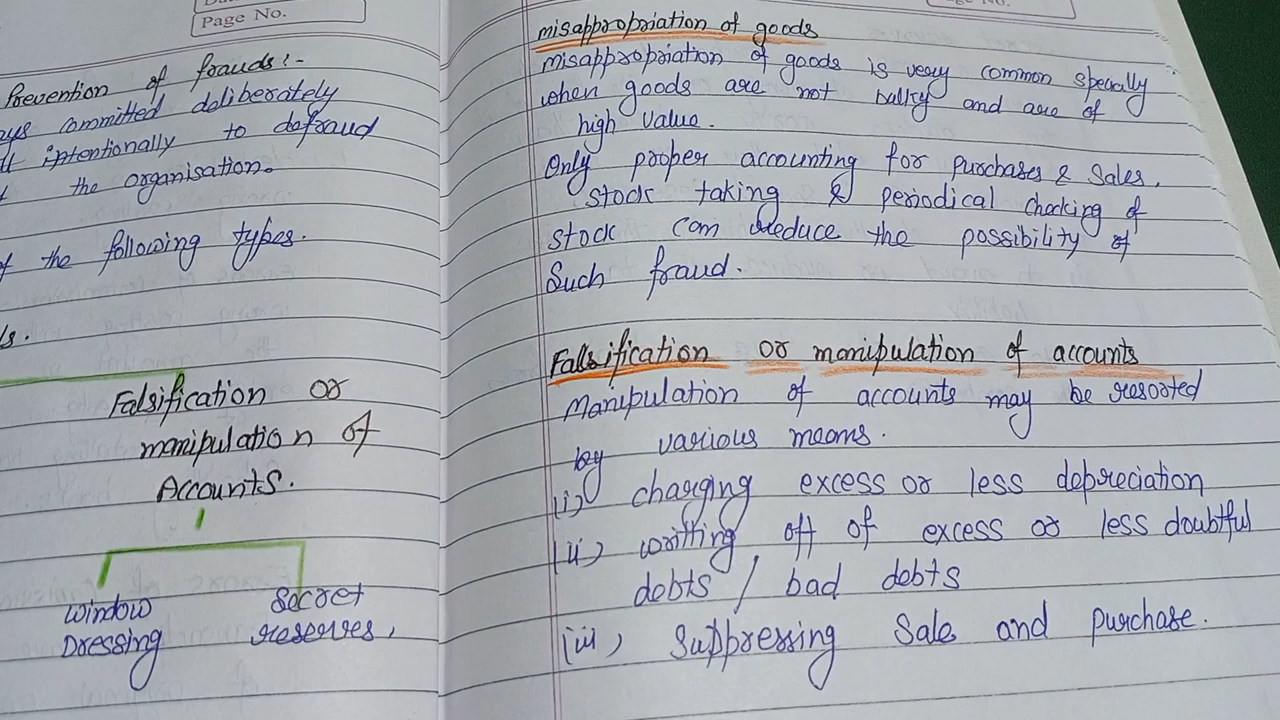 Page No.
Prevention of frauds:-
committed deliberately
intentionally to defraud
the organisation.
the following types.
Falsification or
manipulation of
Accounts.
Window
Dressing
Secret
reserves,
misappropriation of goods
misappropriation of goods is very common specially
when goods are not bulky and are of
high value.
Only proper accounting for Purchases & Sales,
stock taking & periodical checking of
stock can reduce the possibility of
Such fraud.
Falsification or manipulation of accounts
Manipulation of accounts may be resorted
by various means.
(i) charging excess or less depreciation
(ii) writting off of excess or less doubtful
debts / bad debts
(iii) Suppressing Sale and purchase.